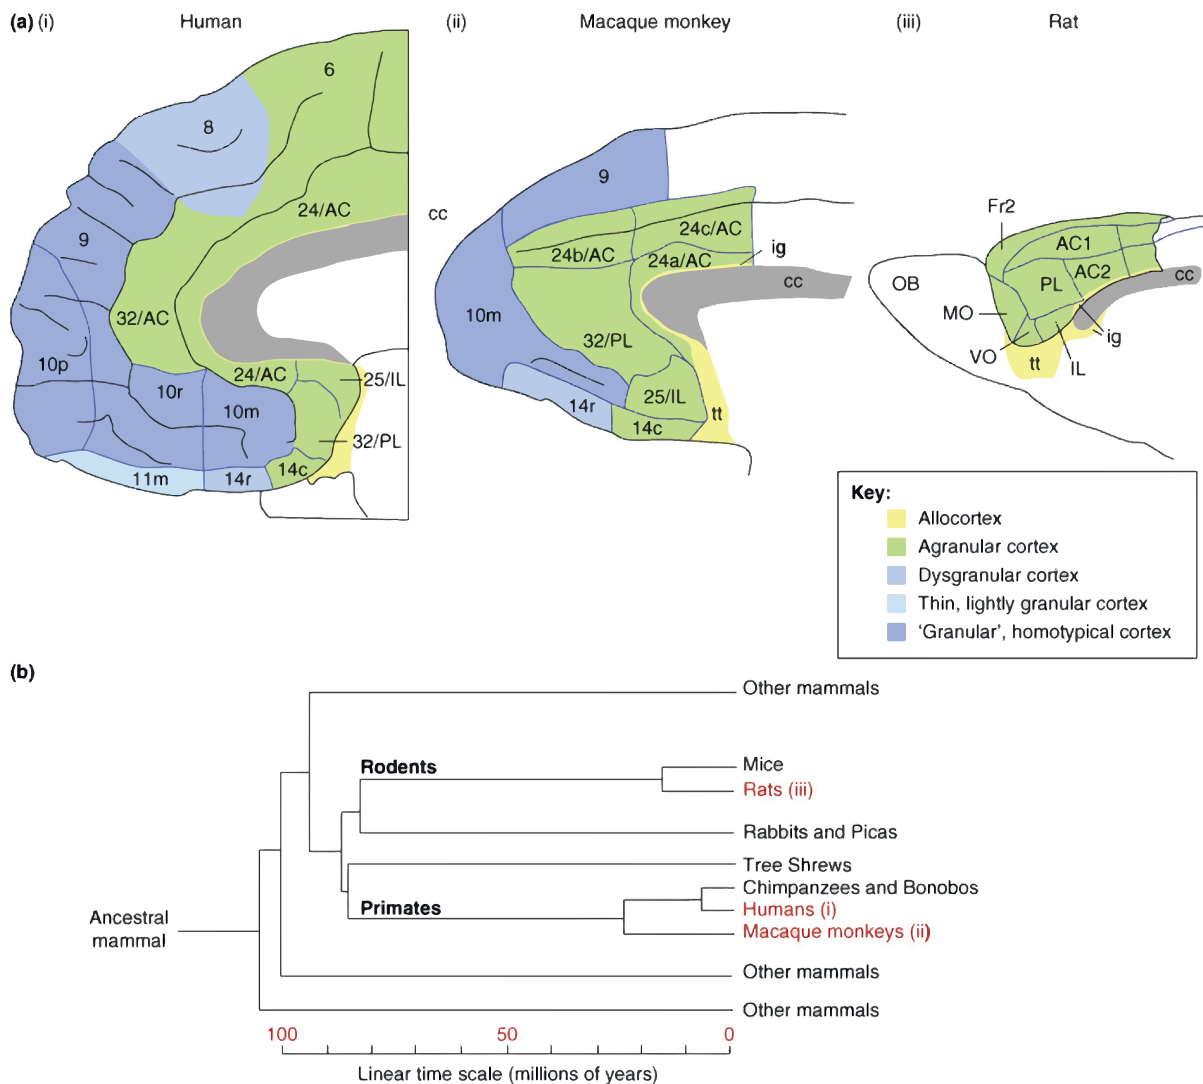 (a) (i) Human
6
8
24/AC
9
32/AC
10p
10r
24/AC
10m
25/IL
32/PL
11m
14r
14c
cc
(ii) Macaque monkey
9
24c/AC
24b/AC
24a/AC
ig
cc
10m
32/PL
14r
25/IL
14c
tt
(iii) Rat
Fr2
AC1
OB
PL
AC2
cc
MO
VO
tt
IL
ig
Key:
Allocortex
Agranular cortex
Dysgranular cortex
Thin, lightly granular cortex
‘Granular’, homotypical cortex
(b)
Other mammals
Rodents
Mice
Rats (iii)
Rabbits and Picas
Tree Shrews
Primates
Chimpanzees and Bonobos
Humans (i)
Macaque monkeys (ii)
Ancestral
mammal
Other mammals
Other mammals
100 50 0
Linear time scale (millions of years)